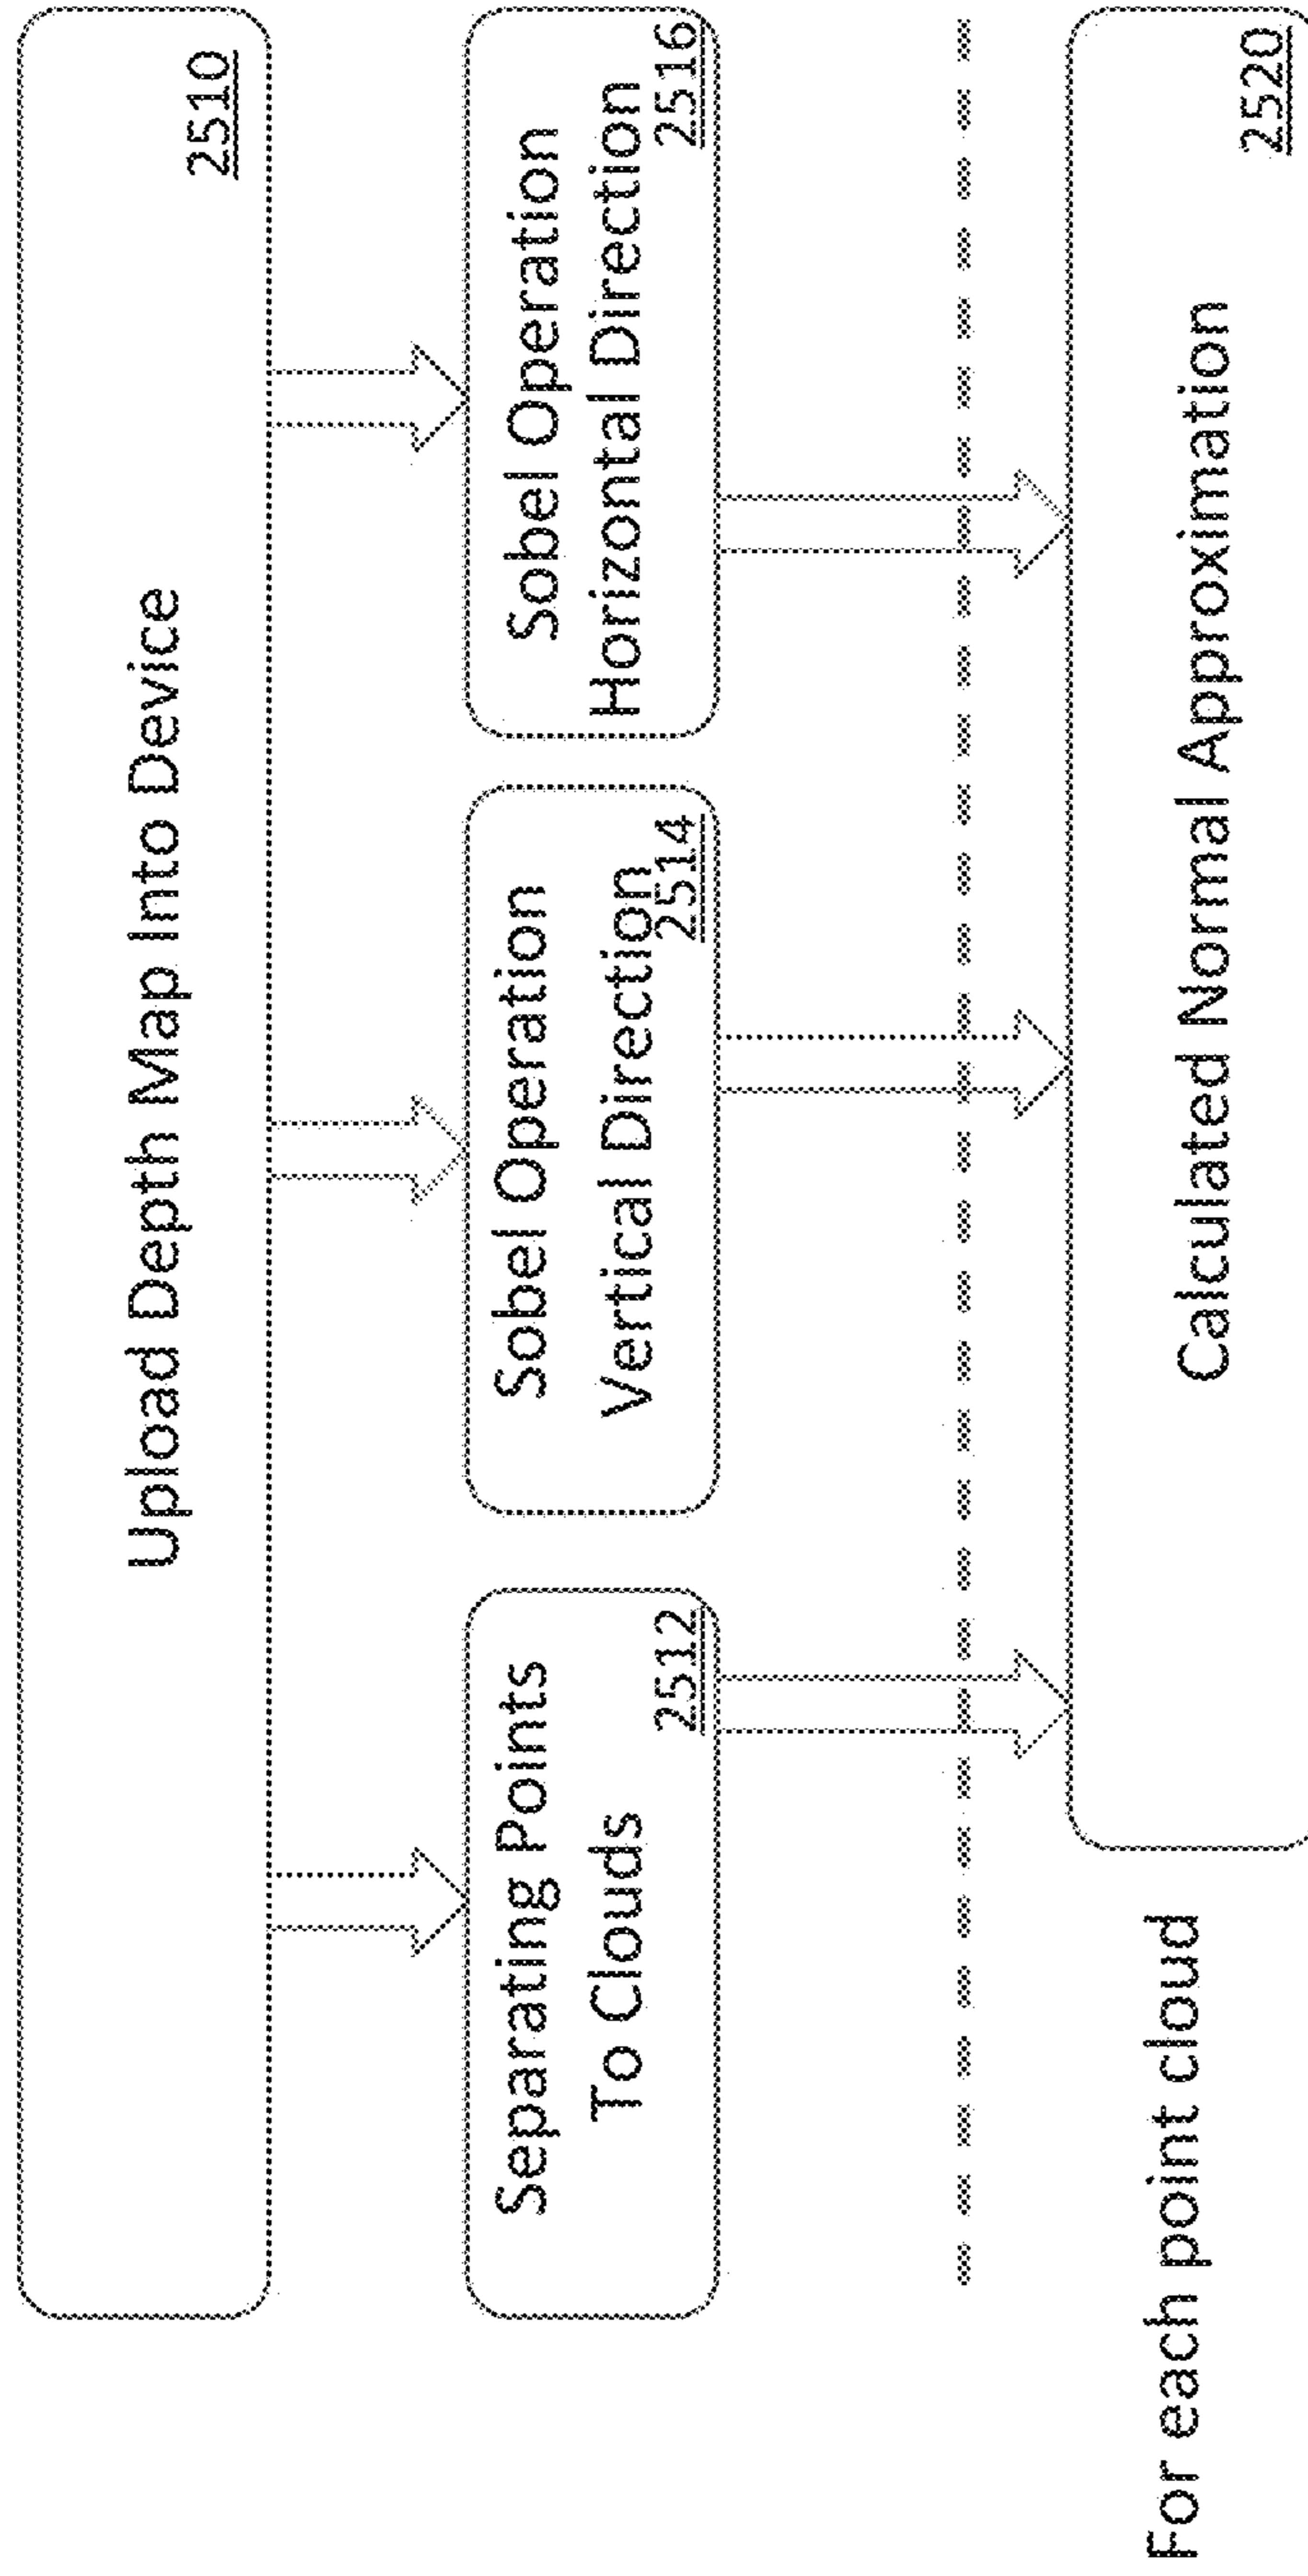 Upload Depth Map Into Device
2510
Separating Points
To Clouds
2512
Sobel Operation
Vertical Direction
2514
Sobel Operation
Horizontal Direction
2516
For each point cloud
Calculated Normal Approximation
2520